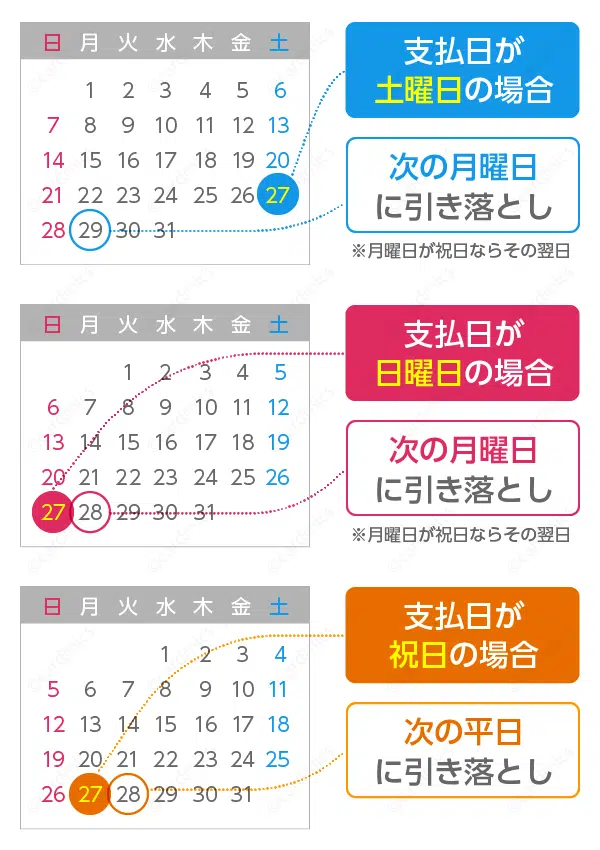 日 月 火 水 木 金 土
1 2 3 4 5 6
7 8 9 10 11 12 13
14 15 16 17 18 19 20
21 22 23 24 25 26 27
28 29 30 31
支払日が
土曜日の場合
次の月曜日
に引き落とし
※月曜日が祝日ならその翌日
日 月 火 水 木 金 土
1 2 3 4 5
6 7 8 9 10 11 12
13 14 15 16 17 18 19
20 21 22 23 24 25 26
27 28 29 30 31
支払日が
日曜日の場合
次の月曜日
に引き落とし
※月曜日が祝日ならその翌日
日 月 火 水 木 金 土
1 2 3 4
5 6 7 8 9 10 11
12 13 14 15 16 17 18
19 20 21 22 23 24 25
26 27 28 29 30 31
支払日が
祝日の場合
次の平日
に引き落とし